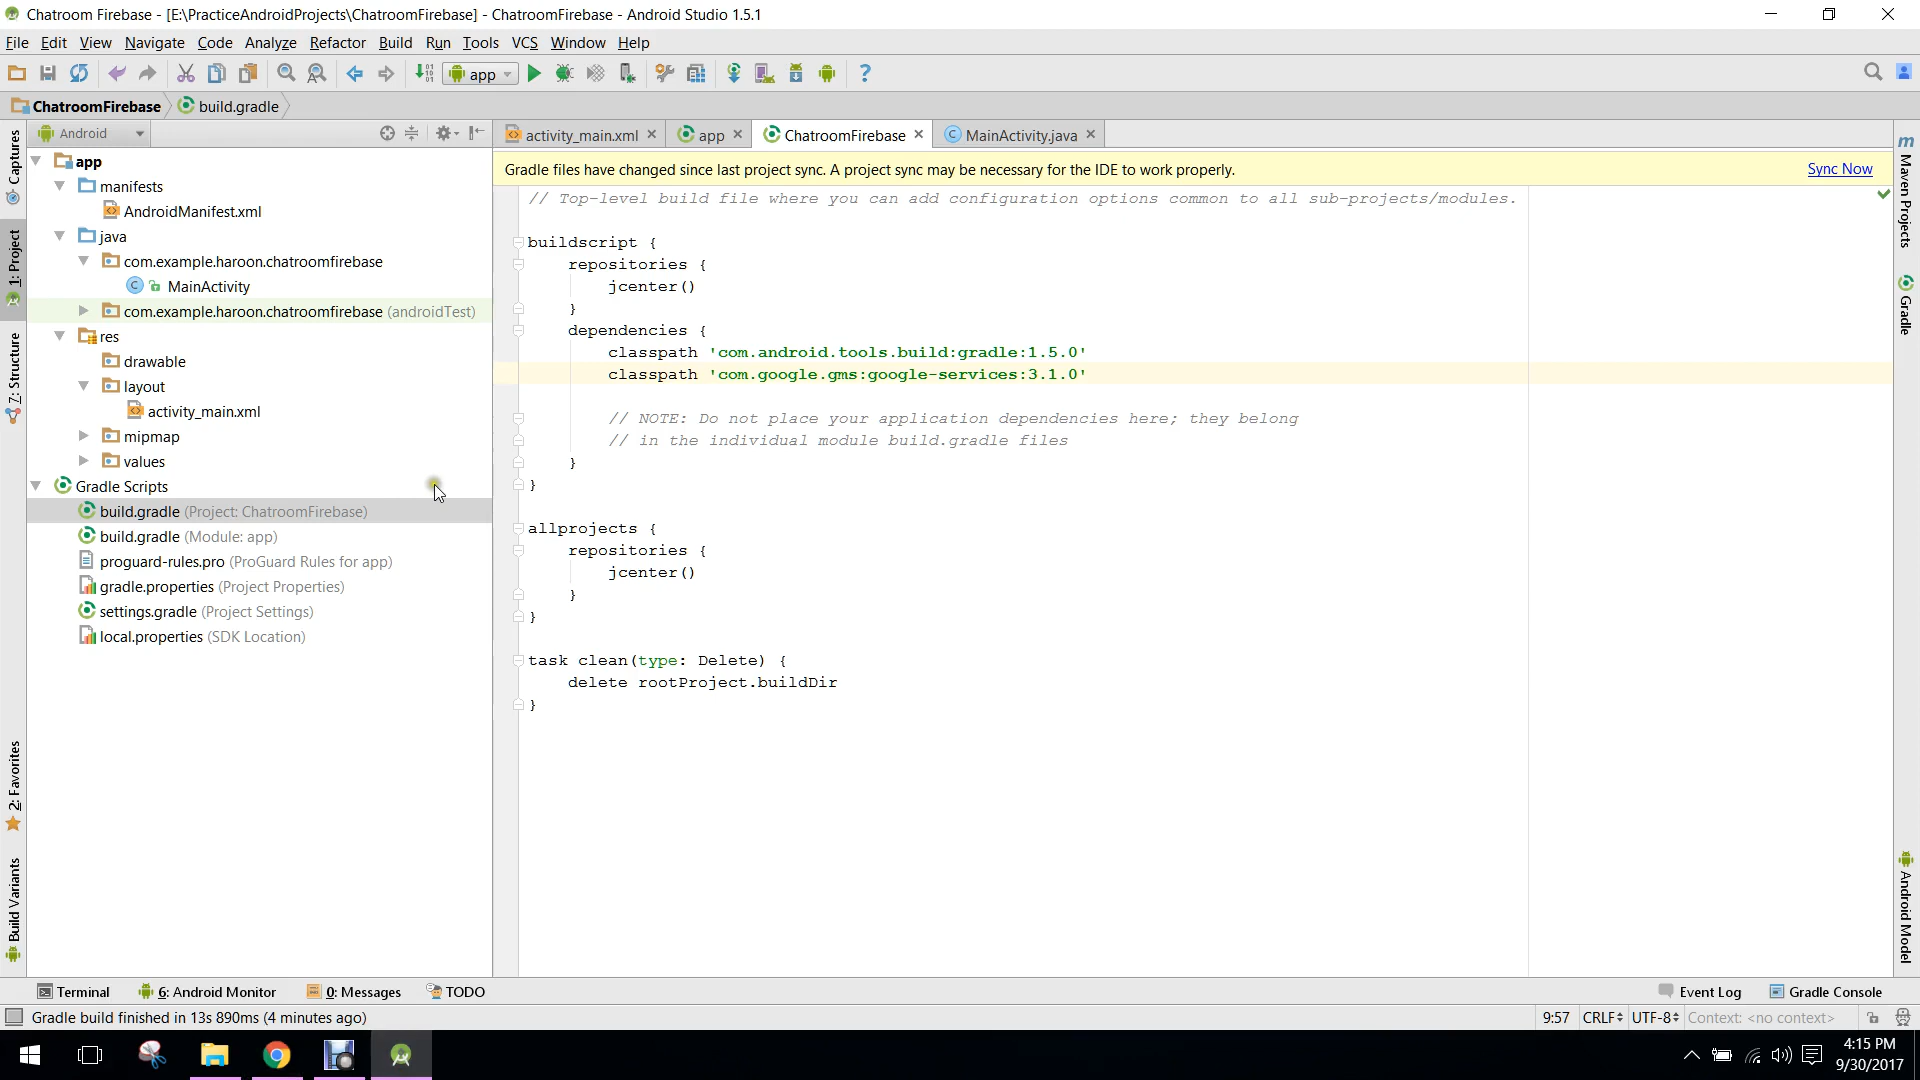 Chatroom Firebase - [E:\PracticeAndroidProjects\ChatroomFirebase] - ChatroomFirebase - Android Studio 1.5.1
File Edit View Navigate Code Analyze Refactor Build Run Tools VCS Window Help
app
ChatroomFirebase build.gradle
Android
activity_main.xml app ChatroomFirebase MainActivity.java
Gradle files have changed since last project sync. A project sync may be necessary for the IDE to work properly. Sync Now
Captures
1: Project
7: Structure
2: Favorites
Build Variants
app
manifests
AndroidManifest.xml
java
com.example.haroon.chatroomfirebase
MainActivity
com.example.haroon.chatroomfirebase (androidTest)
res
drawable
layout
activity_main.xml
mipmap
values
Gradle Scripts
build.gradle (Project: ChatroomFirebase)
build.gradle (Module: app)
proguard-rules.pro (ProGuard Rules for app)
gradle.properties (Project Properties)
settings.gradle (Project Settings)
local.properties (SDK Location)
// Top-level build file where you can add configuration options common to all sub-projects/modules.
buildscript {
repositories {
jcenter()
}
dependencies {
classpath 'com.android.tools.build:gradle:1.5.0'
classpath 'com.google.gms:google-services:3.1.0'
// NOTE: Do not place your application dependencies here; they belong
// in the individual module build.gradle files
}
}
allprojects {
repositories {
jcenter()
}
}
task clean(type: Delete) {
delete rootProject.buildDir
}
m Maven Projects
Gradle
Android Model
Terminal 6: Android Monitor 0: Messages TODO Event Log Gradle Console
Gradle build finished in 13s 890ms (4 minutes ago) 9:57 CRLF UTF-8 Context: <no context>
4:15 PM
9/30/2017